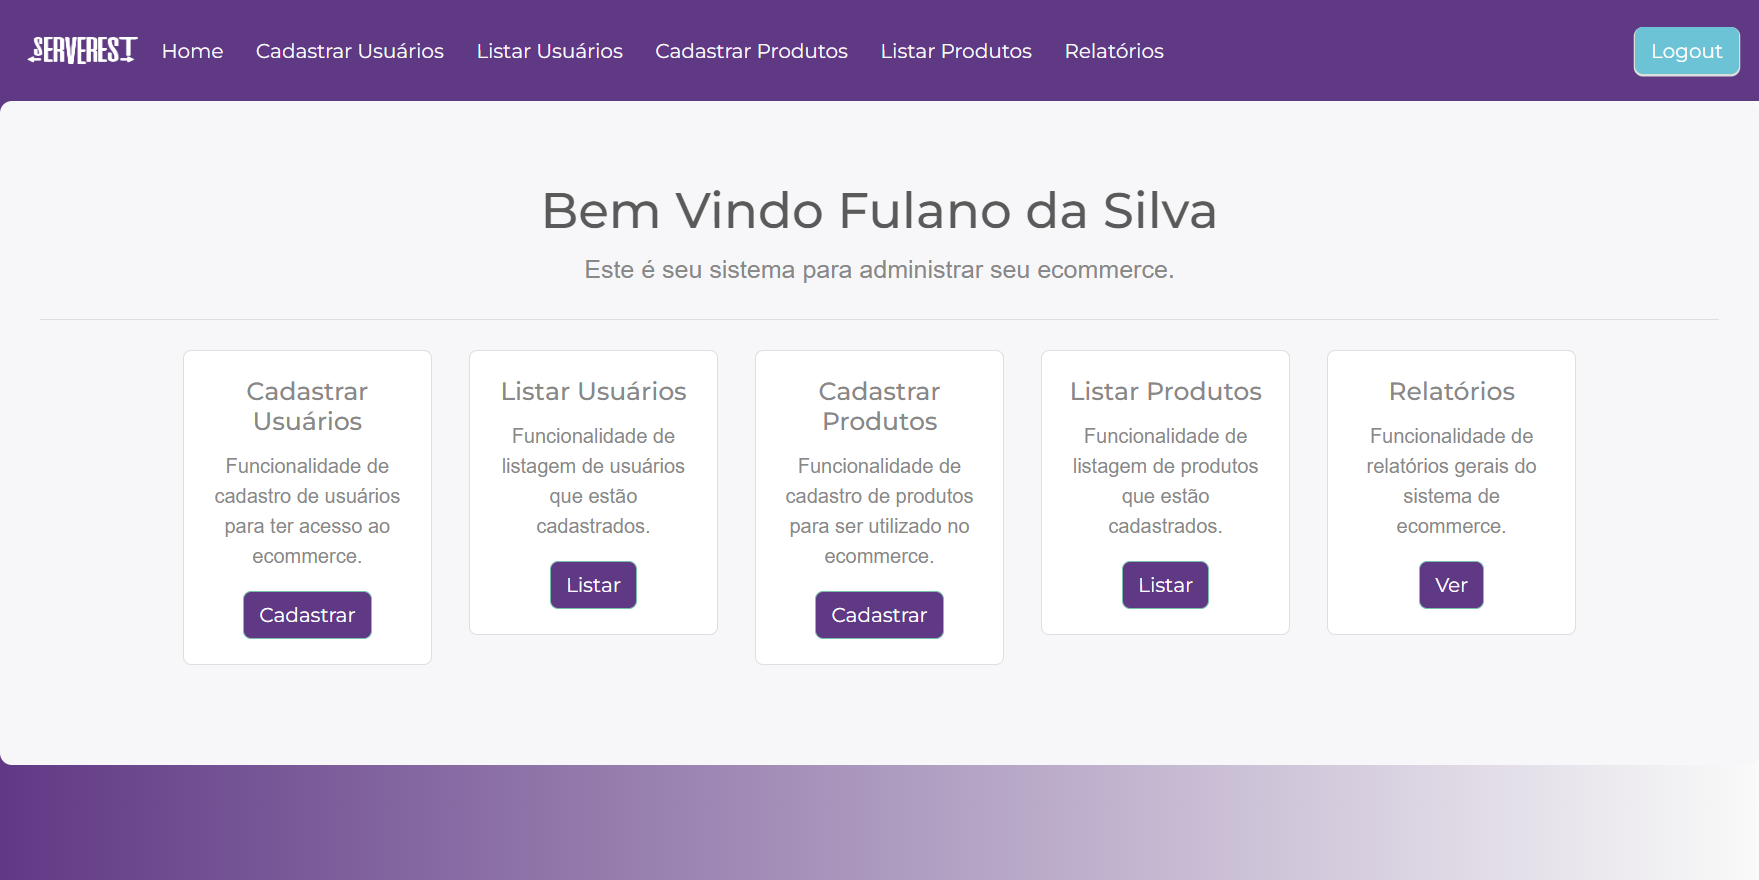 SERVEREST Home Cadastrar Usuários Listar Usuários Cadastrar Produtos Listar Produtos Relatórios Logout
Bem Vindo Fulano da Silva
Este é seu sistema para administrar seu ecommerce.
Cadastrar
Usuários
Funcionalidade de
cadastro de usuários
para ter acesso ao
ecommerce.
Cadastrar
Listar Usuários
Funcionalidade de
listagem de usuários
que estão
cadastrados.
Listar
Cadastrar
Produtos
Funcionalidade de
cadastro de produtos
para ser utilizado no
ecommerce.
Cadastrar
Listar Produtos
Funcionalidade de
listagem de produtos
que estão
cadastrados.
Listar
Relatórios
Funcionalidade de
relatórios gerais do
sistema de
ecommerce.
Ver